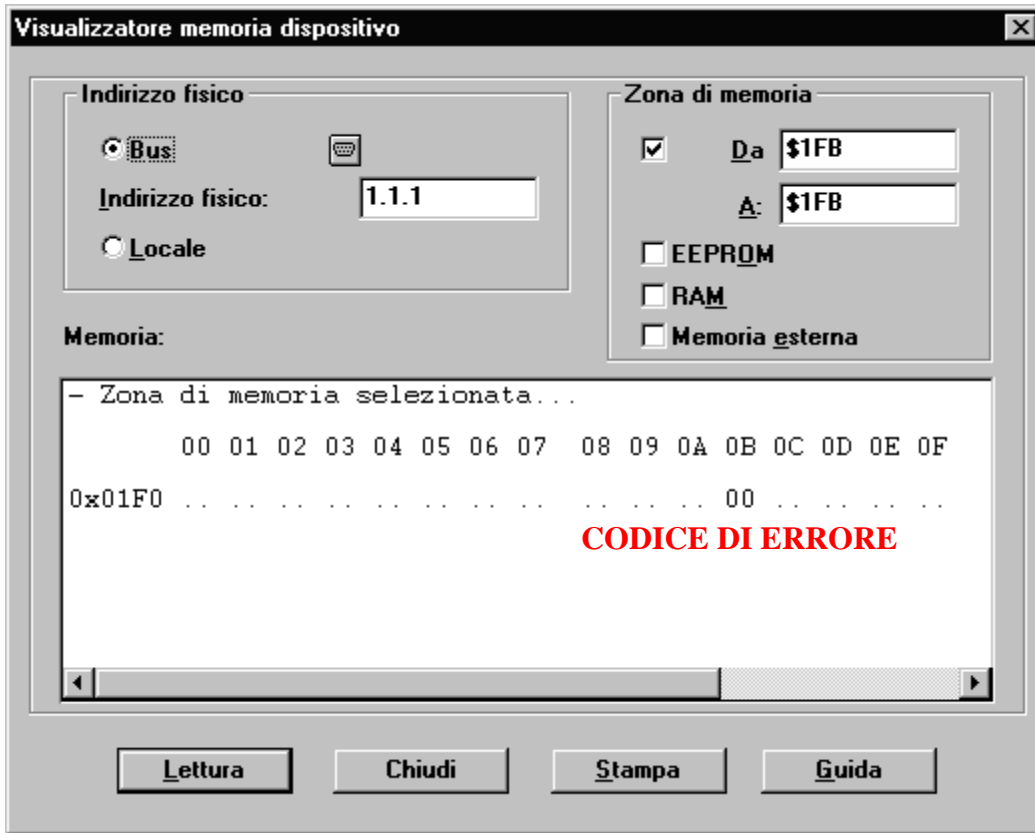 Visualizzatore memoria dispositivo
Indirizzo fisico
Bus
Indirizzo fisico: 1.1.1
Locale
Zona di memoria
Da $1FB
A: $1FB
EEPROM
RAM
Memoria esterna
Memoria:
- Zona di memoria selezionata...
00 01 02 03 04 05 06 07 08 09 0A 0B 0C 0D 0E 0F
0x01F0 .. .. .. .. .. .. .. .. .. .. .. 00 .. .. .. ..
CODICE DI ERRORE
Lettura Chiudi Stampa Guida